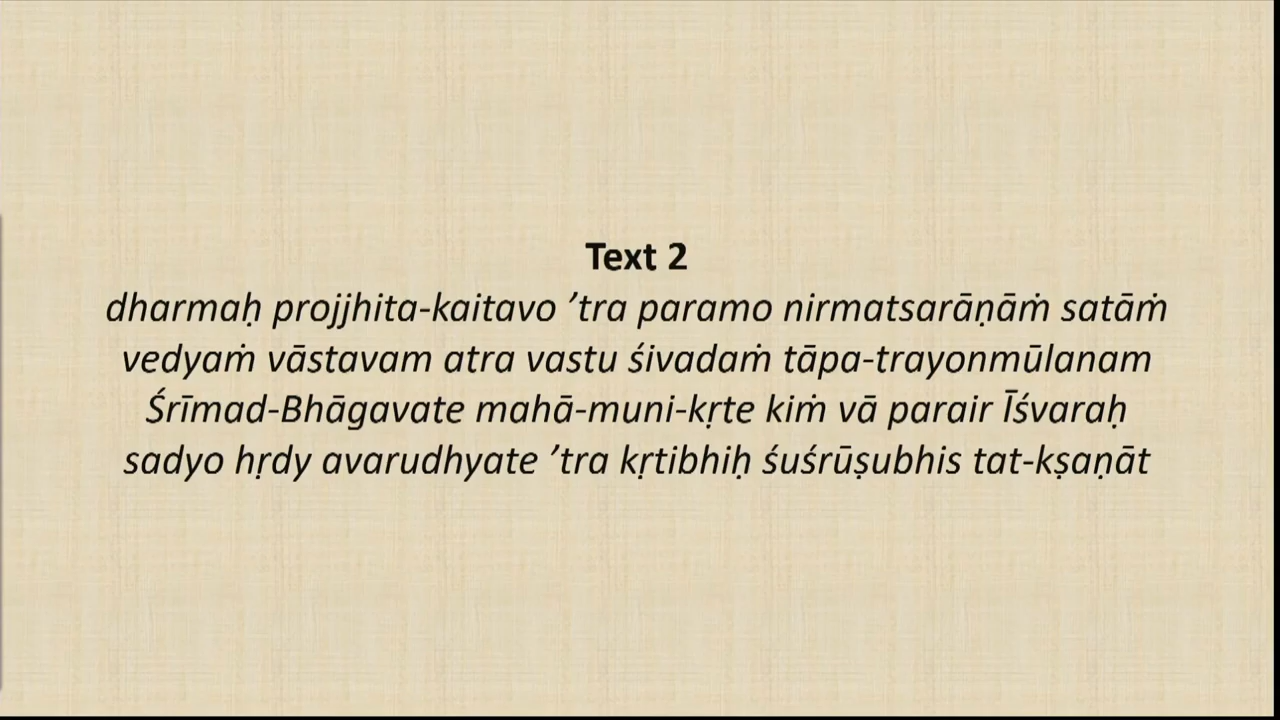 Text 2
dharmaḥ projjhita-kaitavo ’tra paramo nirmatsarāṇāṁ satāṁ
vedyaṁ vāstavam atra vastu śivadaṁ tāpa-trayonmūlanam
Śrīmad-Bhāgavate mahā-muni-kṛte kiṁ vā parair Īśvaraḥ
sadyo hṛdy avarudhyate ’tra kṛtibhiḥ śuśrūṣubhis tat-kṣaṇāt